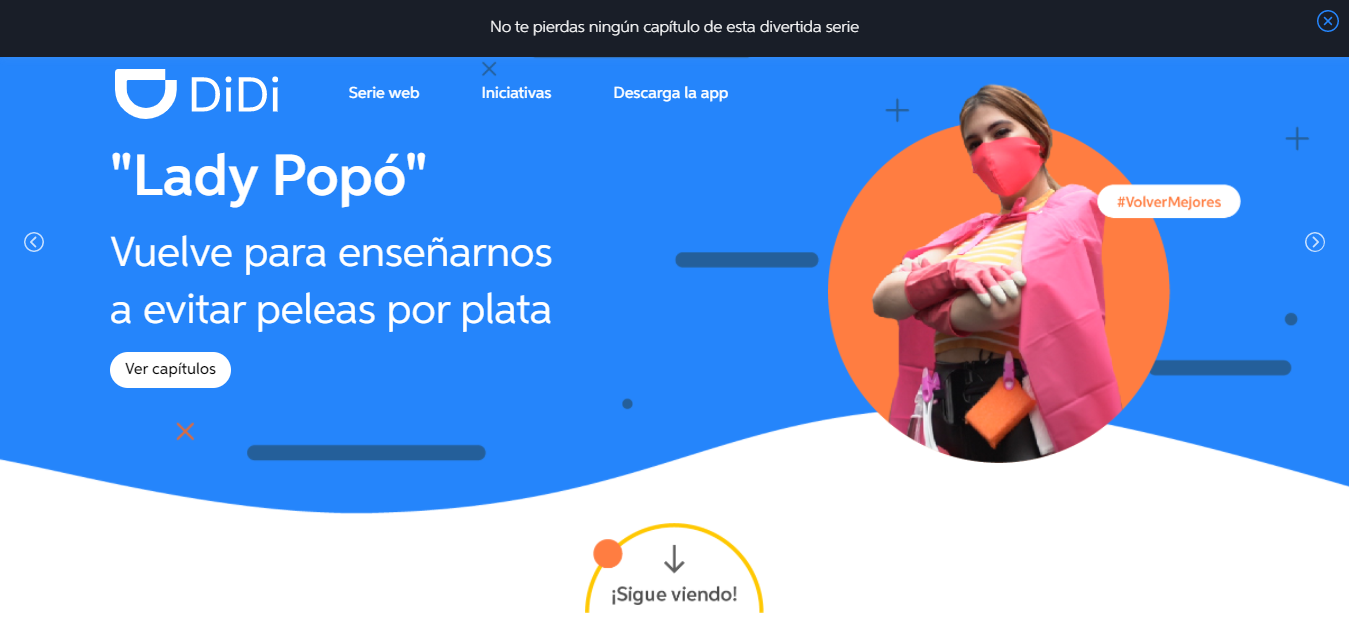 No te pierdas ningún capítulo de esta divertida serie
DiDi
Serie web
Iniciativas
Descarga la app
"Lady Popó"
#VolverMejores
Vuelve para enseñarnos
a evitar peleas por plata
Ver capítulos
¡Sigue viendo!